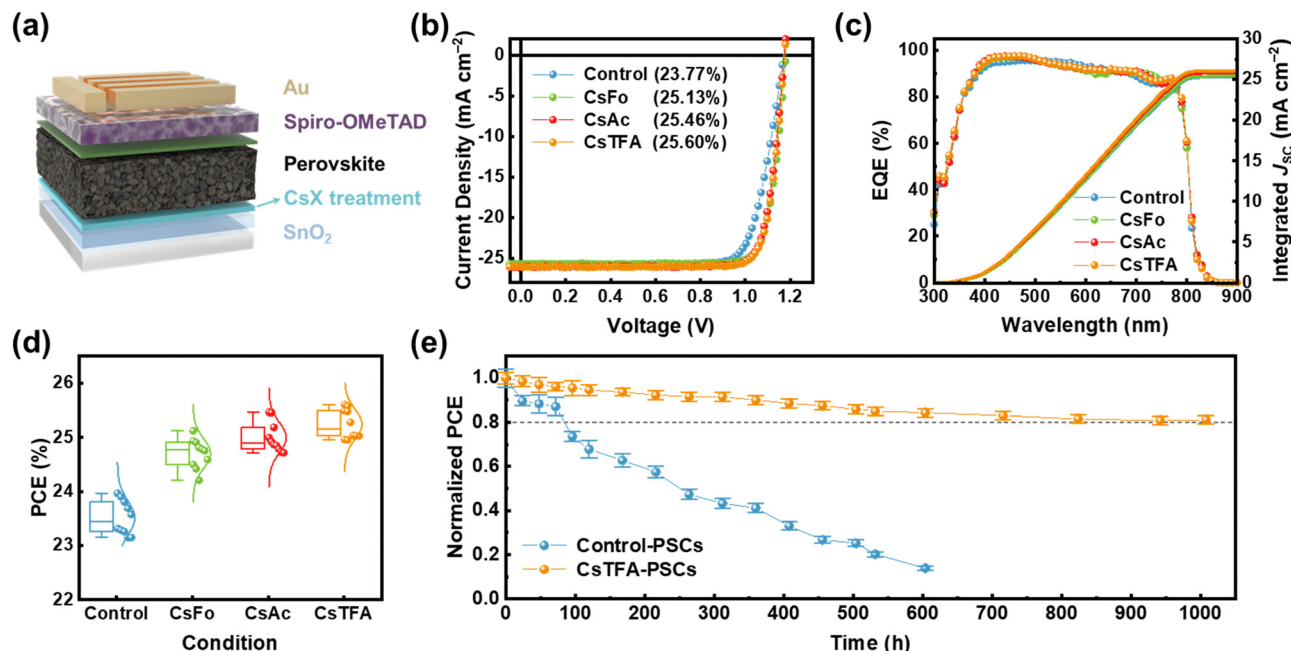 (a)
Au
Spiro-OMeTAD
Perovskite
CsX treatment
SnO₂
(b)
Current Density (mA cm⁻²)
0
-5
-10
-15
-20
-25
Control (23.77%)
CsFo (25.13%)
CsAc (25.46%)
CsTFA (25.60%)
0.0 0.2 0.4 0.6 0.8 1.0 1.2
Voltage (V)
(c)
EQE (%)
100
80
60
40
20
0
Control
CsFo
CsAc
CsTFA
30
25
20
15
10
5
0
Integrated J_SC (mA cm⁻²)
300 400 500 600 700 800 900
Wavelength (nm)
(d)
PCE (%)
26
25
24
23
22
Control CsFo CsAc CsTFA
Condition
(e)
Normalized PCE
1.0
0.8
0.6
0.4
0.2
0.0
Control-PSCs
CsTFA-PSCs
0 100 200 300 400 500 600 700 800 900 1000
Time (h)